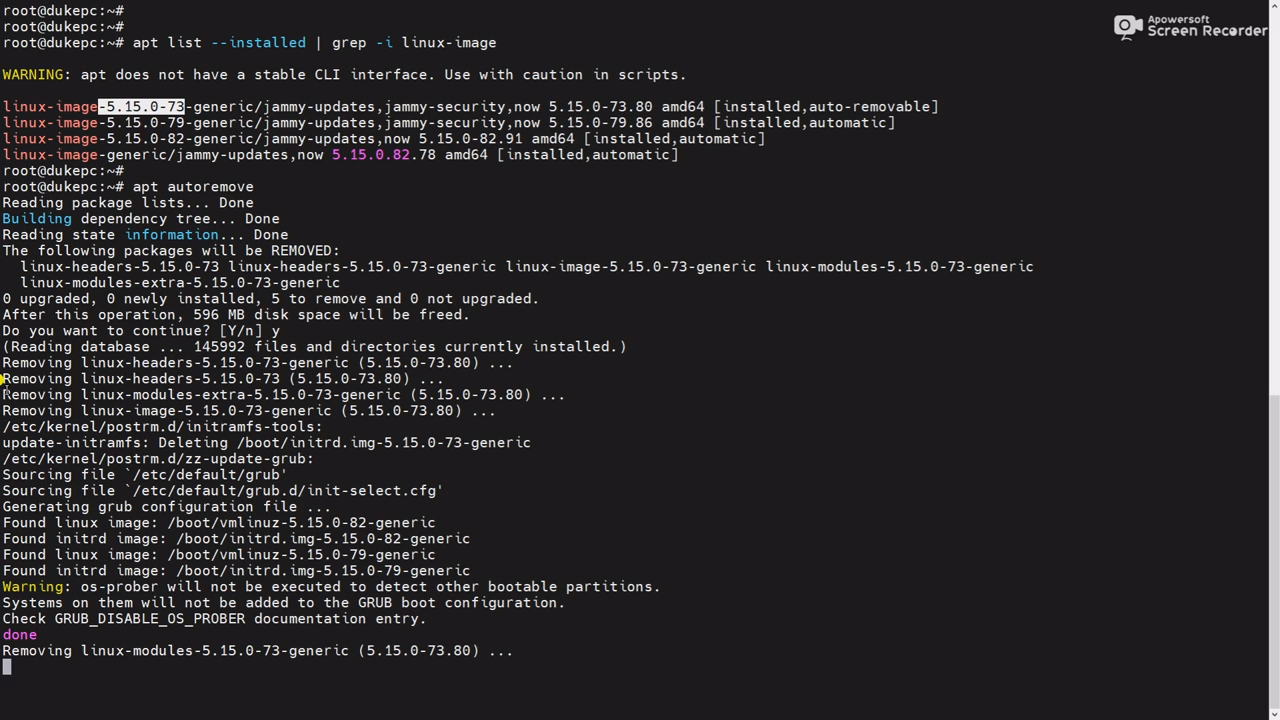 root@dukepc:~#
root@dukepc:~#
Apowersoft
Screen Recorder
root@dukepc:~# apt list --installed | grep -i linux-image
WARNING: apt does not have a stable CLI interface. Use with caution in scripts.
linux-image-5.15.0-73-generic/jammy-updates,jammy-security,now 5.15.0-73.80 amd64 [installed,auto-removable]
linux-image-5.15.0-79-generic/jammy-updates,jammy-security,now 5.15.0-79.86 amd64 [installed,automatic]
linux-image-5.15.0-82-generic/jammy-updates,now 5.15.0-82.91 amd64 [installed,automatic]
linux-image-generic/jammy-updates,now 5.15.0.82.78 amd64 [installed,automatic]
root@dukepc:~#
root@dukepc:~# apt autoremove
Reading package lists... Done
Building dependency tree... Done
Reading state information... Done
The following packages will be REMOVED:
linux-headers-5.15.0-73 linux-headers-5.15.0-73-generic linux-image-5.15.0-73-generic linux-modules-5.15.0-73-generic
linux-modules-extra-5.15.0-73-generic
0 upgraded, 0 newly installed, 5 to remove and 0 not upgraded.
After this operation, 596 MB disk space will be freed.
Do you want to continue? [Y/n] y
(Reading database ... 145992 files and directories currently installed.)
Removing linux-headers-5.15.0-73-generic (5.15.0-73.80) ...
Removing linux-headers-5.15.0-73 (5.15.0-73.80) ...
Removing linux-modules-extra-5.15.0-73-generic (5.15.0-73.80) ...
Removing linux-image-5.15.0-73-generic (5.15.0-73.80) ...
/etc/kernel/postrm.d/initramfs-tools:
update-initramfs: Deleting /boot/initrd.img-5.15.0-73-generic
/etc/kernel/postrm.d/zz-update-grub:
Sourcing file `/etc/default/grub'
Sourcing file `/etc/default/grub.d/init-select.cfg'
Generating grub configuration file ...
Found linux image: /boot/vmlinuz-5.15.0-82-generic
Found initrd image: /boot/initrd.img-5.15.0-82-generic
Found linux image: /boot/vmlinuz-5.15.0-79-generic
Found initrd image: /boot/initrd.img-5.15.0-79-generic
Warning: os-prober will not be executed to detect other bootable partitions.
Systems on them will not be added to the GRUB boot configuration.
Check GRUB_DISABLE_OS_PROBER documentation entry.
done
Removing linux-modules-5.15.0-73-generic (5.15.0-73.80) ...